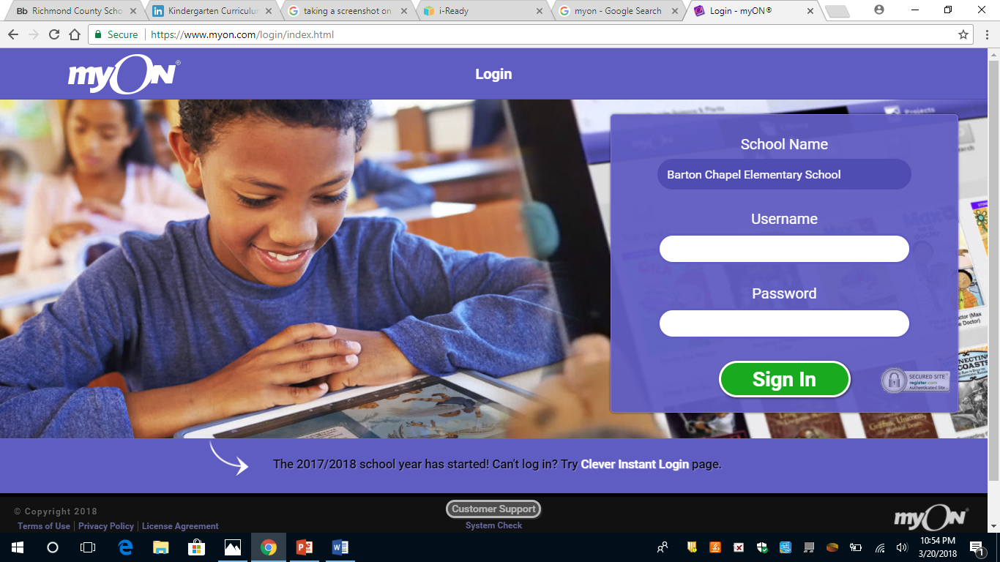 Richmond County Scho
Kindergarten Curriculu
taking a screenshot on
i-Ready
myon - Google Search
Login - myON®
Secure | https://www.myon.com/login/index.html
myON®
Login
Projects
School Name
Barton Chapel Elementary School
Username
Password
Sign In
SECURED SITE
register.com
Authenticated Site
The 2017/2018 school year has started! Can't log in? Try Clever Instant Login page.
© Copyright 2018
Terms of Use | Privacy Policy | License Agreement
Customer Support
System Check
myON®
10:54 PM
3/20/2018